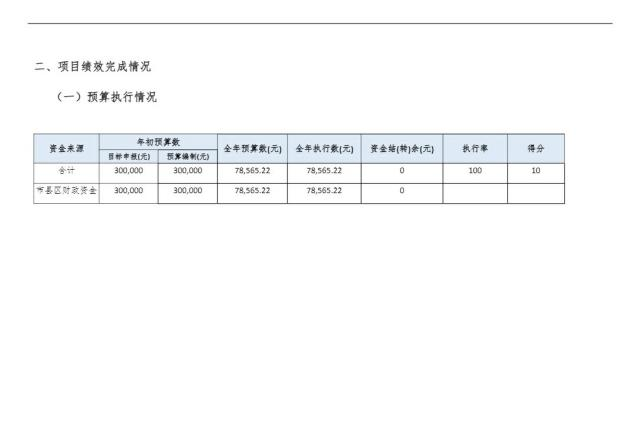 二、项目绩效完成情况
（一）预算执行情况
资金来源 年初预算数 全年预算数(元) 全年执行数(元) 资金结(转)余(元) 执行率 得分
目标申报(元) 预算编制(元)
合计 300,000 300,000 78,565.22 78,565.22 0 100 10
市县区财政资金 300,000 300,000 78,565.22 78,565.22 0